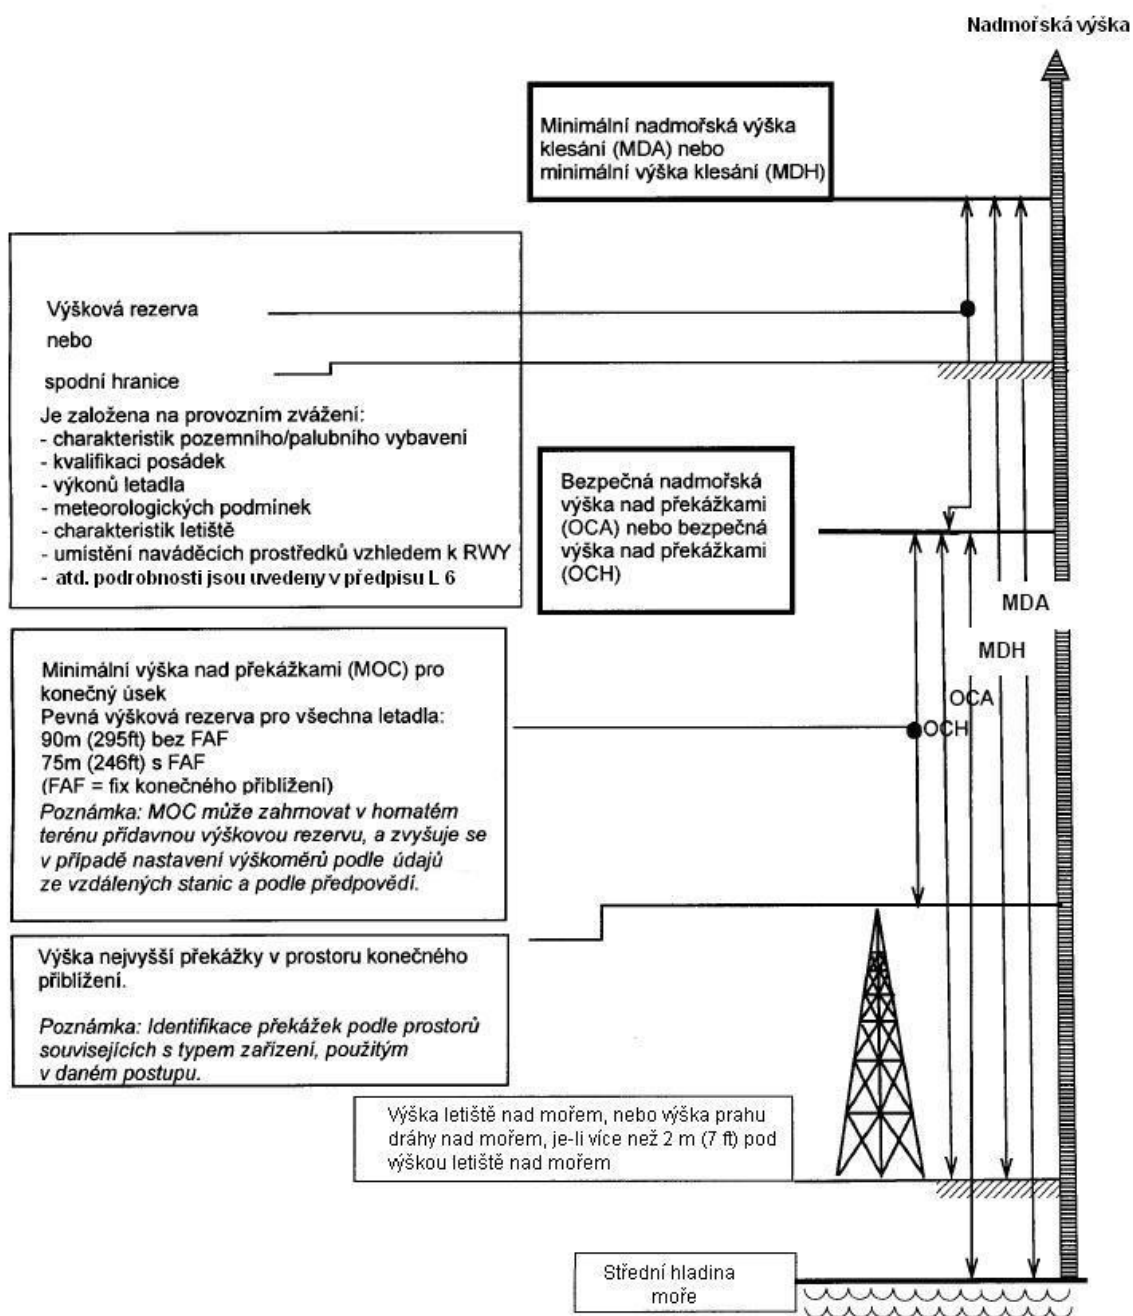 Nadmořská výška
Minimální nadmořská výška
klesání (MDA) nebo
minimální výška klesání (MDH)
Výšková rezerva
nebo
spodní hranice
Je založena na provozním zvážení:
- charakteristik pozemního/palubního vybavení
- kvalifikaci posádek
- výkonů letadla
- meteorologických podmínek
- charakteristik letiště
- umístění naváděcích prostředků vzhledem k RWY
- atd. podrobnosti jsou uvedeny v předpisu L 6
Bezpečná nadmořská
výška nad překážkami
(OCA) nebo bezpečná
výška nad překážkami
(OCH)
MDA
MDH
OCA
OCH
Minimální výška nad překážkami (MOC) pro
konečný úsek
Pevná výšková rezerva pro všechna letadla:
90m (295ft) bez FAF
75m (246ft) s FAF
(FAF = fix konečného přiblížení)
Poznámka: MOC může zahrnovat v hornatém
terénu přídavnou výškovou rezervu, a zvyšuje se
v případě nastavení výškoměrů podle údajů
ze vzdálených stanic a podle předpovědí.
Výška nejvyšší překážky v prostoru konečného
přiblížení.
Poznámka: Identifikace překážek podle prostorů
souvisejících s typem zařízení, použitým
v daném postupu.
Výška letiště nad mořem, nebo výška prahu
dráhy nad mořem, je-li více než 2 m (7 ft) pod
výškou letiště nad mořem
Střední hladina
moře